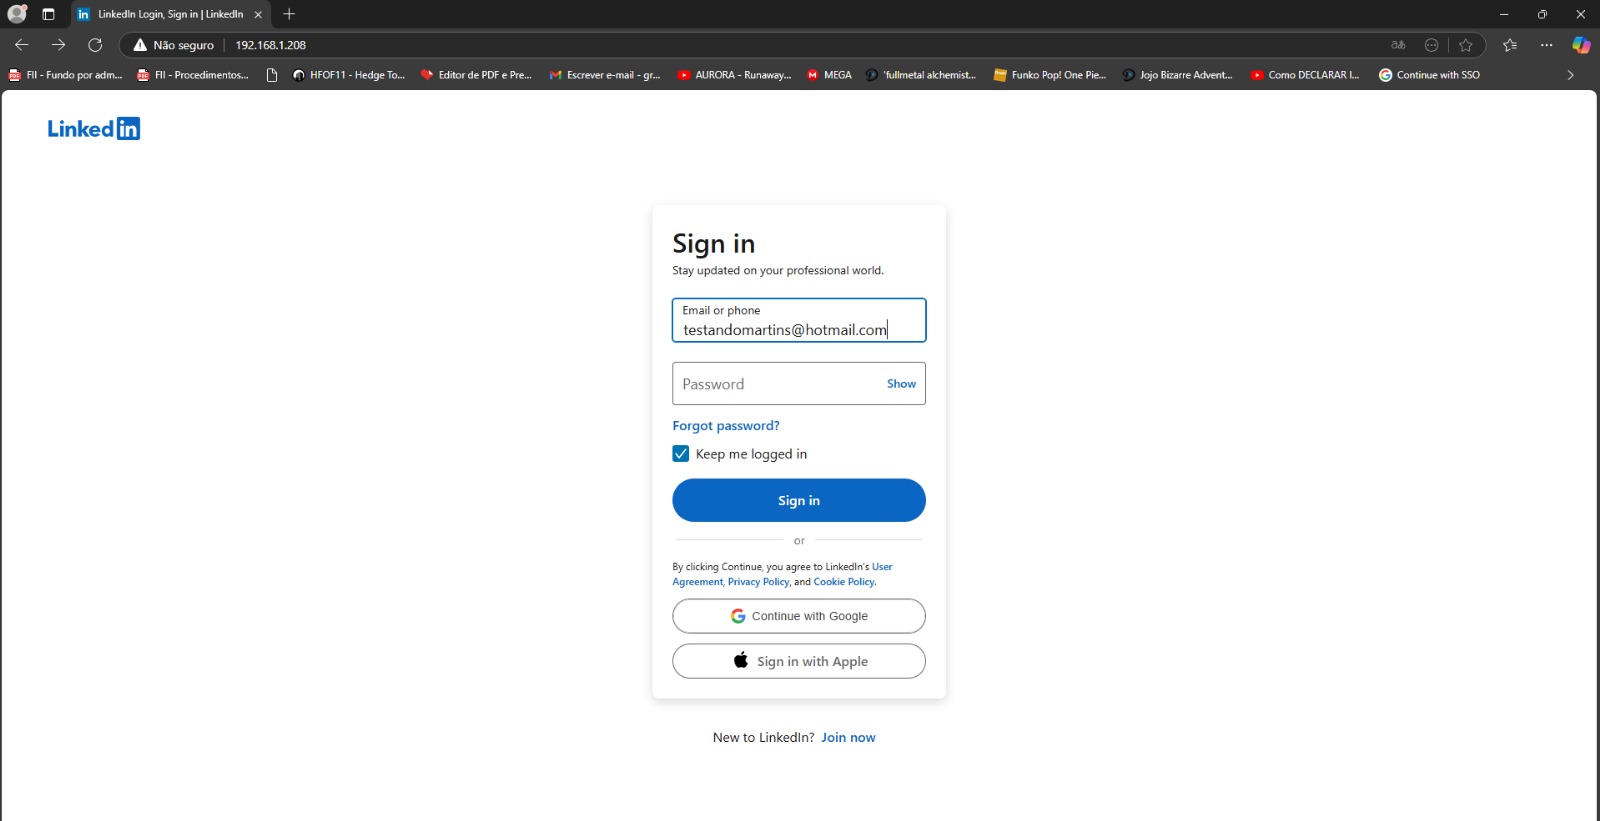 LinkedIn Login, Sign in | LinkedIn
Não seguro
192.168.1.208
FII - Fundo por adm...
FII - Procedimentos...
HFOF11 - Hedge To...
Editor de PDF e Pre...
Escrever e-mail - gr...
AURORA - Runaway...
MEGA
'fullmetal alchemist...
Funko Pop! One Pie...
Jojo Bizarre Advent...
Como DECLARAR I...
Continue with SSO
Linked in
Sign in
Stay updated on your professional world.
Email or phone
testandomartins@hotmail.com
Password
Show
Forgot password?
Keep me logged in
Sign in
or
By clicking Continue, you agree to LinkedIn's User
Agreement, Privacy Policy, and Cookie Policy.
Continue with Google
Sign in with Apple
New to LinkedIn? Join now